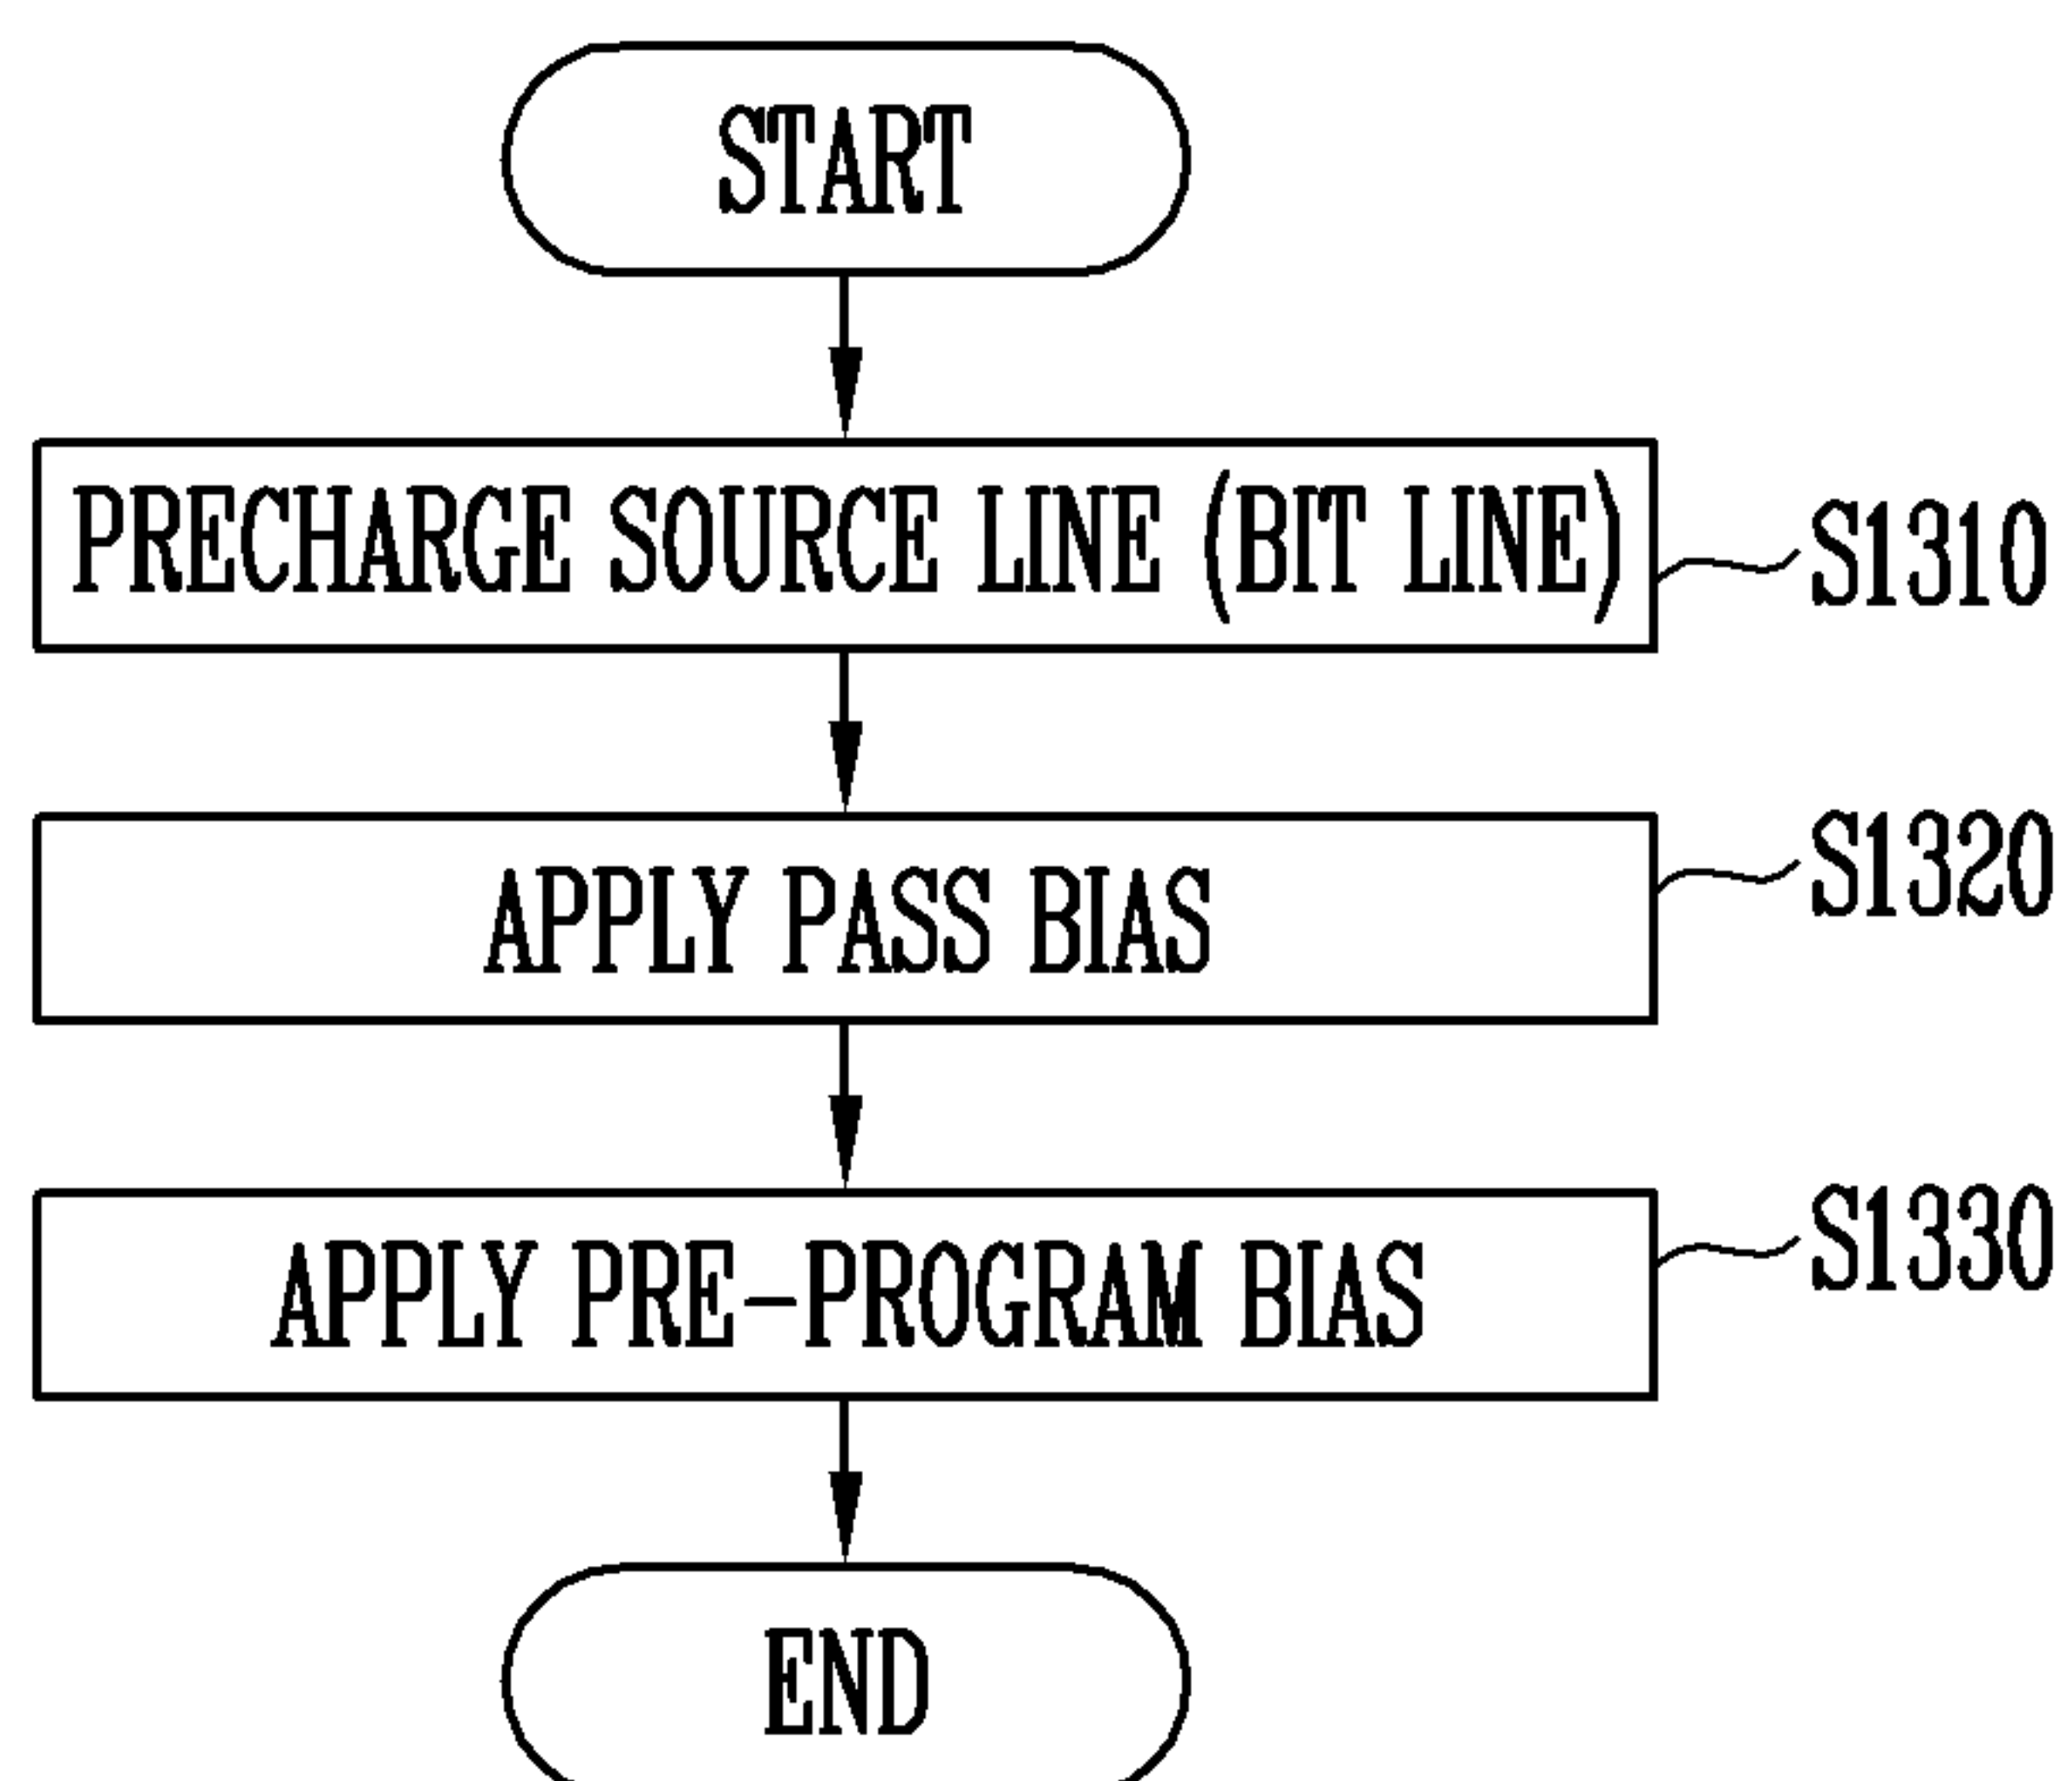 START
PRECHARGE SOURCE LINE (BIT LINE)
S1310
APPLY PASS BIAS
S1320
APPLY PRE-PROGRAM BIAS
S1330
END